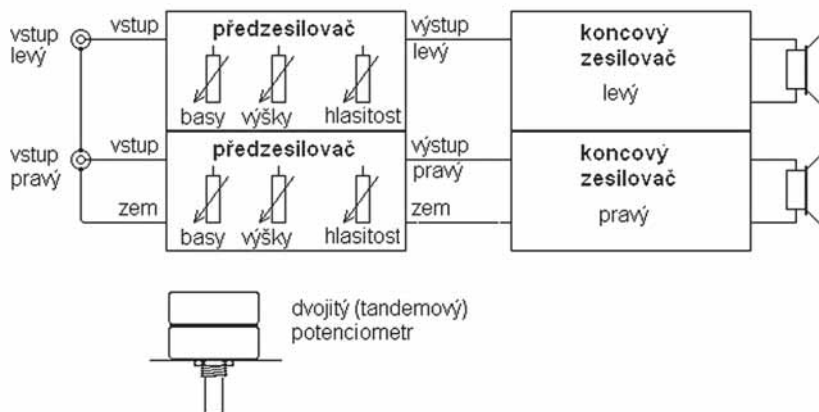 vstup
levý
vstup
předzesilovač
basy
výšky
hlasitost
výstup
levý
koncový
zesilovač
levý
vstup
pravý
vstup
zem
předzesilovač
basy
výšky
hlasitost
výstup
pravý
zem
koncový
zesilovač
pravý
dvojitý (tandemový)
potenciometr